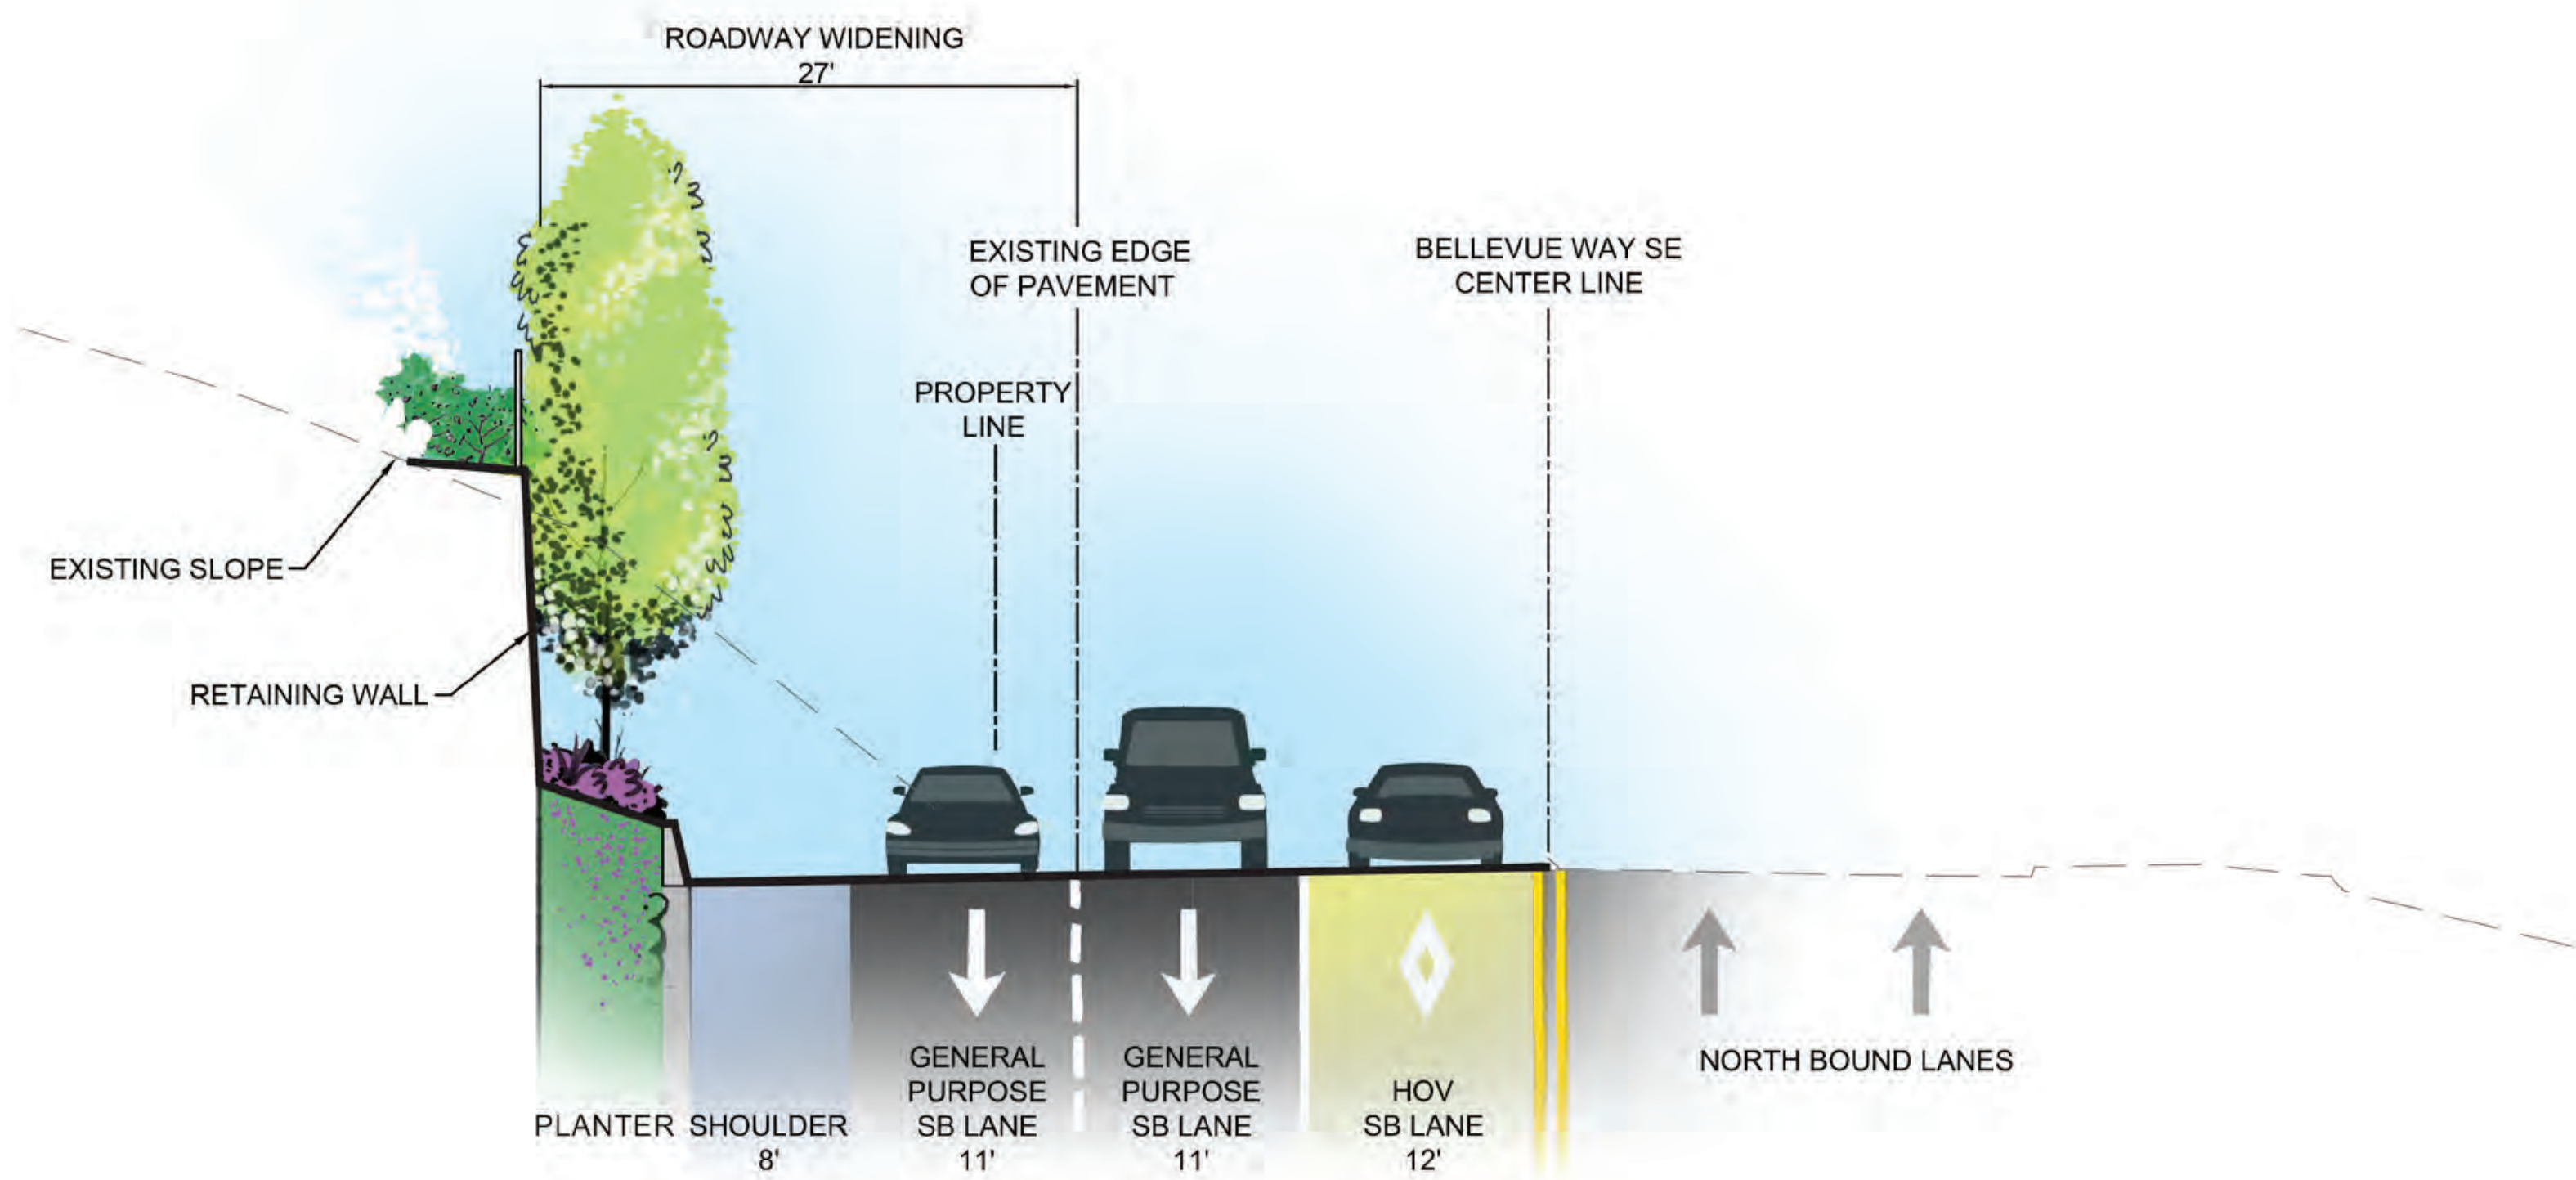 ROADWAY WIDENING
27'
EXISTING EDGE
OF PAVEMENT
BELLEVUE WAY SE
CENTER LINE
PROPERTY
LINE
EXISTING SLOPE
RETAINING WALL
PLANTER
SHOULDER
8'
GENERAL
PURPOSE
SB LANE
11'
GENERAL
PURPOSE
SB LANE
11'
HOV
SB LANE
12'
NORTH BOUND LANES